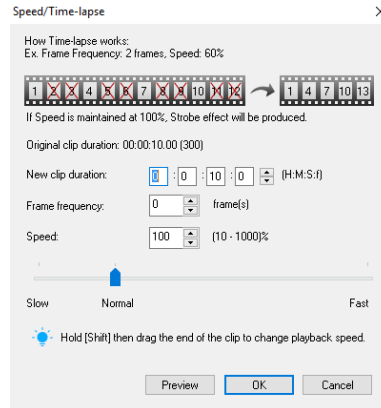 Speed/Time-lapse
How Time-lapse works:
Ex. Frame Frequency: 2 frames, Speed: 60%
1 2 3 4 5 6 7 8 9 10 11 12 1 4 7 10 13
If Speed is maintained at 100%, Strobe effect will be produced.
Original clip duration: 00:00:10.00 (300)
New clip duration: 0 : 0 : 10 : 0 (H:M:S:f)
Frame frequency: 0 frame(s)
Speed: 100 (10 - 1000)%
Slow Normal Fast
Hold [Shift] then drag the end of the clip to change playback speed.
Preview OK Cancel